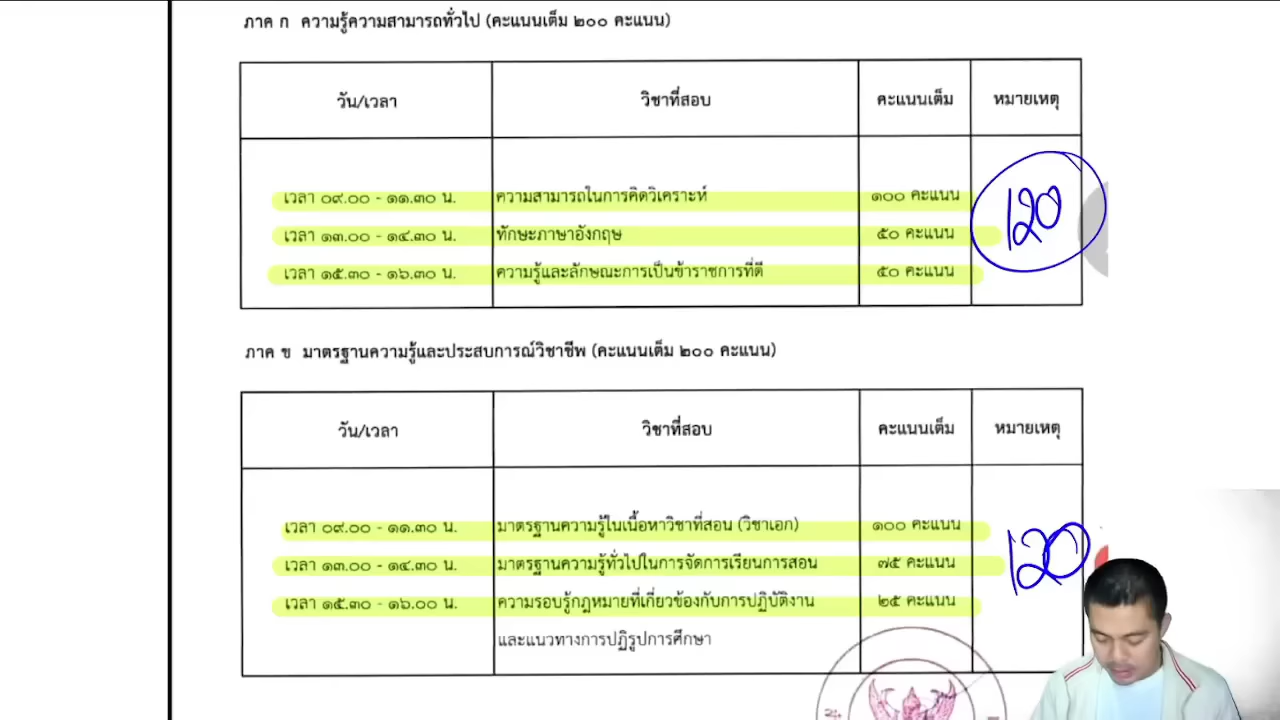 ภาค ก ความรู้ความสามารถทั่วไป (คะแนนเต็ม ๒๐๐ คะแนน)
วัน/เวลา วิชาที่สอบ คะแนนเต็ม หมายเหตุ
เวลา ๐๙.๐๐ - ๑๑.๓๐ น. ความสามารถในการคิดวิเคราะห์ ๑๐๐ คะแนน
120
เวลา ๑๓.๐๐ - ๑๔.๓๐ น. ทักษะภาษาอังกฤษ ๕๐ คะแนน
เวลา ๑๕.๓๐ - ๑๖.๓๐ น. ความรู้และลักษณะการเป็นข้าราชการที่ดี ๕๐ คะแนน
ภาค ข มาตรฐานความรู้และประสบการณ์วิชาชีพ (คะแนนเต็ม ๒๐๐ คะแนน)
วัน/เวลา วิชาที่สอบ คะแนนเต็ม หมายเหตุ
เวลา ๐๙.๐๐ - ๑๑.๓๐ น. มาตรฐานความรู้ในเนื้อหาวิชาที่สอน (วิชาเอก) ๑๐๐ คะแนน
120
เวลา ๑๓.๐๐ - ๑๔.๓๐ น. มาตรฐานความรู้ทั่วไปในการจัดการเรียนการสอน ๗๕ คะแนน
เวลา ๑๕.๓๐ - ๑๖.๐๐ น. ความรอบรู้กฎหมายที่เกี่ยวข้องกับการปฏิบัติงาน ๒๕ คะแนน
และแนวทางการปฏิรูปการศึกษา